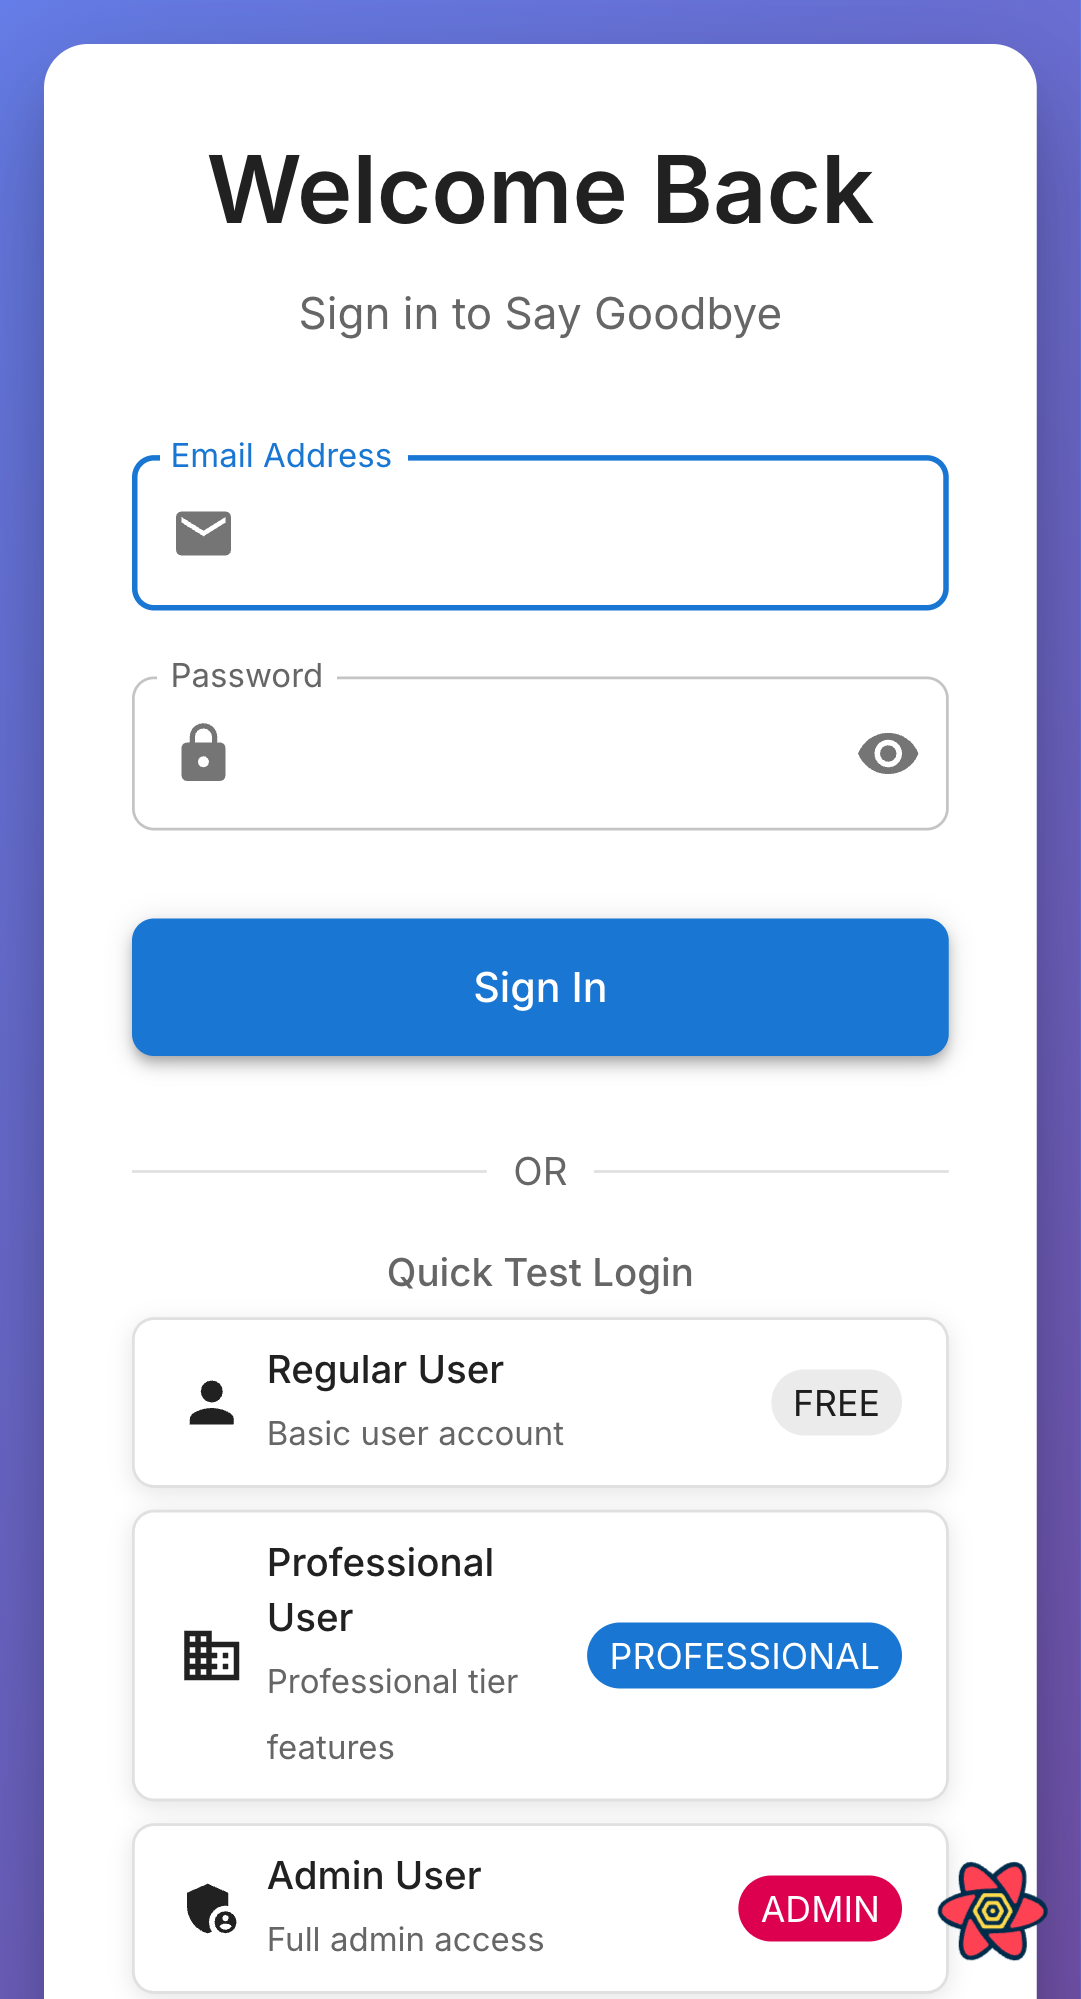 Welcome Back
Sign in to Say Goodbye
Email Address
Password
Sign In
OR
Quick Test Login
Regular User
Basic user account
FREE
Professional
User
Professional tier
features
PROFESSIONAL
Admin User
Full admin access
ADMIN